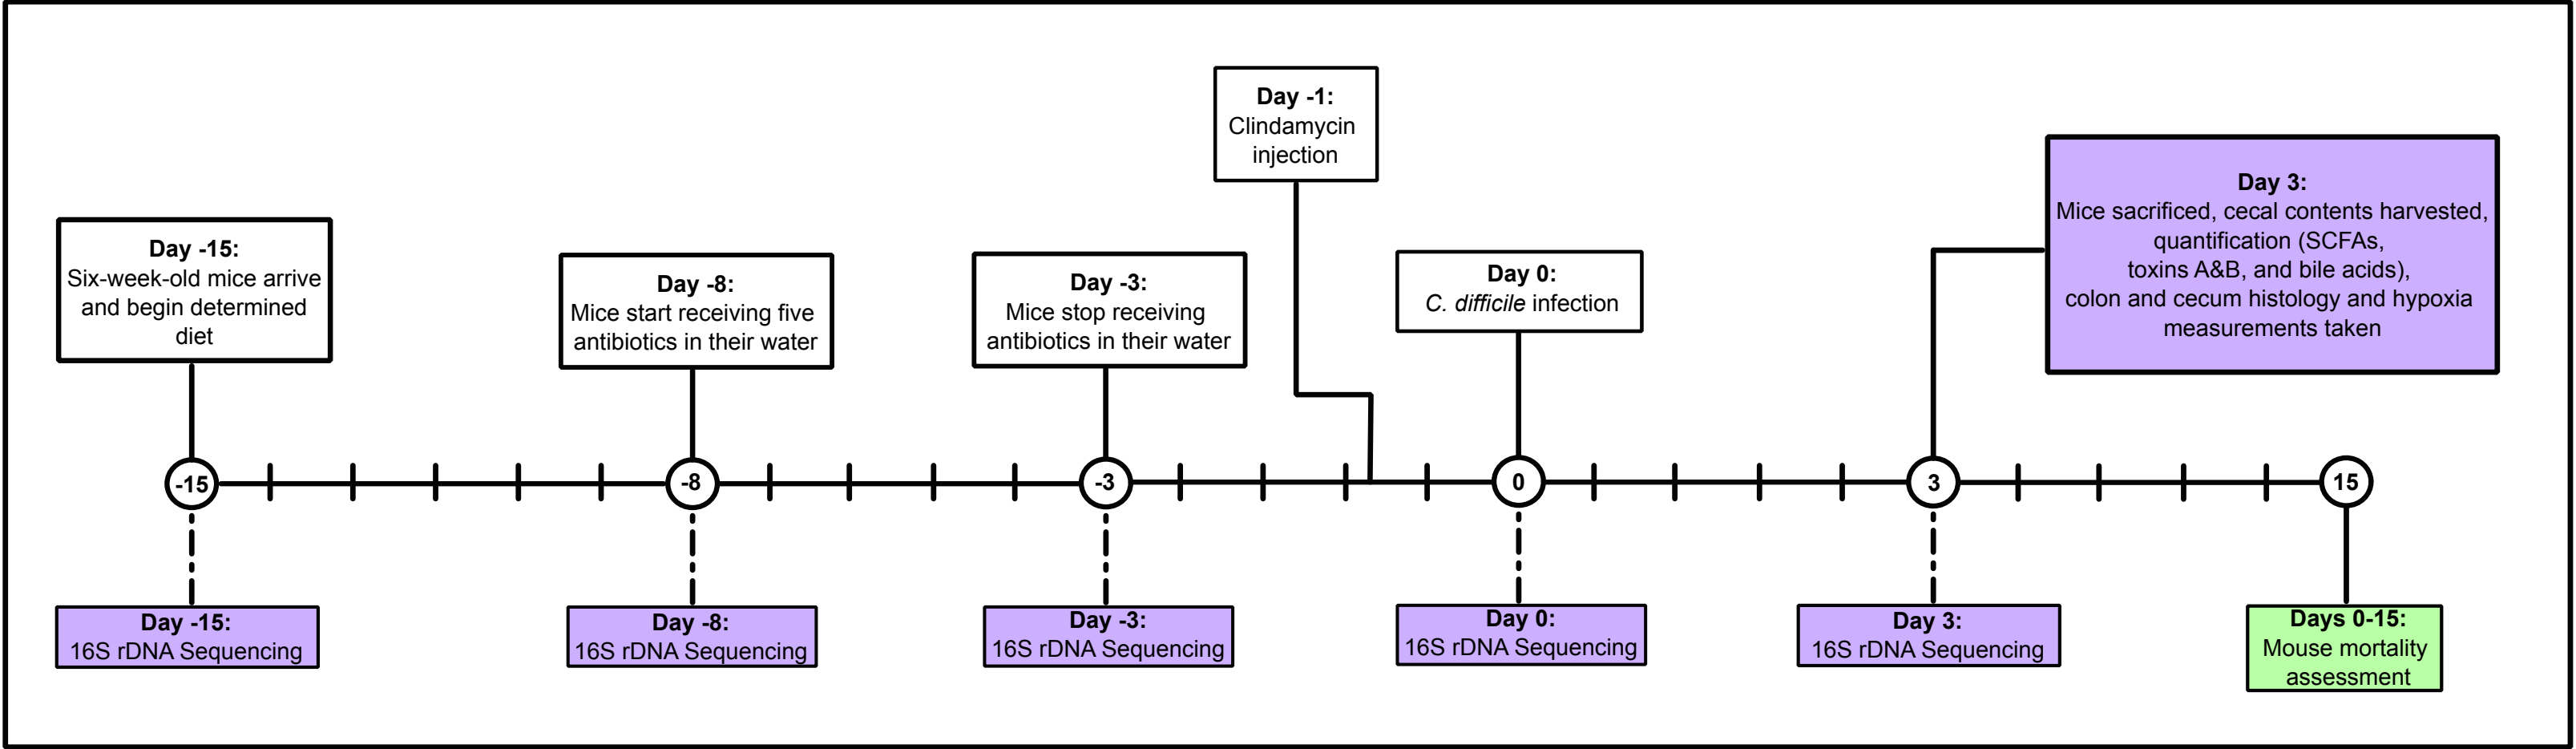 Day -1:
Clindamycin
injection
Day -15:
Six-week-old mice arrive
and begin determined
diet
Day -8:
Mice start receiving five
antibiotics in their water
Day -3:
Mice stop receiving
antibiotics in their water
Day 0:
C. difficile infection
Day 3:
Mice sacrificed, cecal contents harvested,
quantification (SCFAs,
toxins A&B, and bile acids),
colon and cecum histology and hypoxia
measurements taken
-15
-8
-3
0
3
15
Day -15:
16S rDNA Sequencing
Day -8:
16S rDNA Sequencing
Day -3:
16S rDNA Sequencing
Day 0:
16S rDNA Sequencing
Day 3:
16S rDNA Sequencing
Days 0-15:
Mouse mortality
assessment